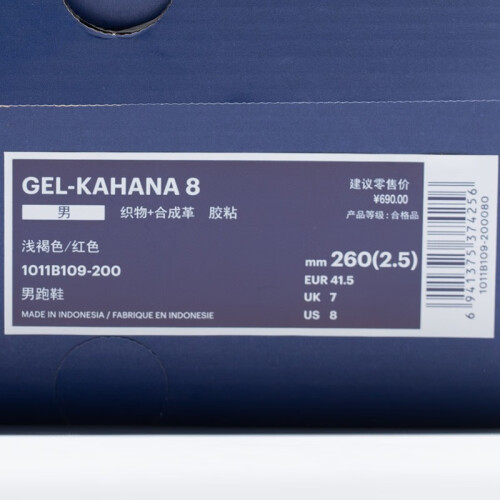 GEL-KAHANA 8
男 织物+合成革 胶粘
浅褐色/红色
1011B109-200
男跑鞋
MADE IN INDONESIA / FABRIQUE EN INDONESIE
建议零售价
¥690.00
产品等级:合格品
mm 260(2.5)
EUR 41.5
UK 7
US 8
6 941375 374256
1011B109-200080